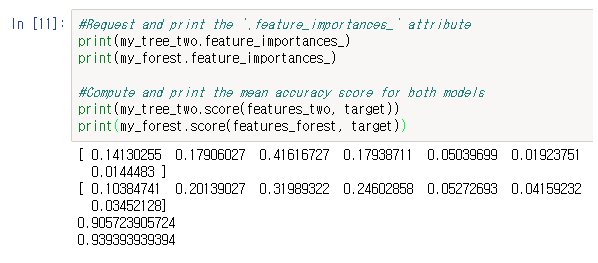 In [11]: #Request and print the `.feature_importances_` attribute
print(my_tree_two.feature_importances_)
print(my_forest.feature_importances_)
#Compute and print the mean accuracy score for both models
print(my_tree_two.score(features_two, target))
print(my_forest.score(features_forest, target))
[ 0.14130255 0.17906027 0.41616727 0.17938711 0.05039699 0.01923751
0.0144483 ]
[ 0.10384741 0.20139027 0.31989322 0.24602858 0.05272693 0.04159232
0.03452128]
0.905723905724
0.939393939394